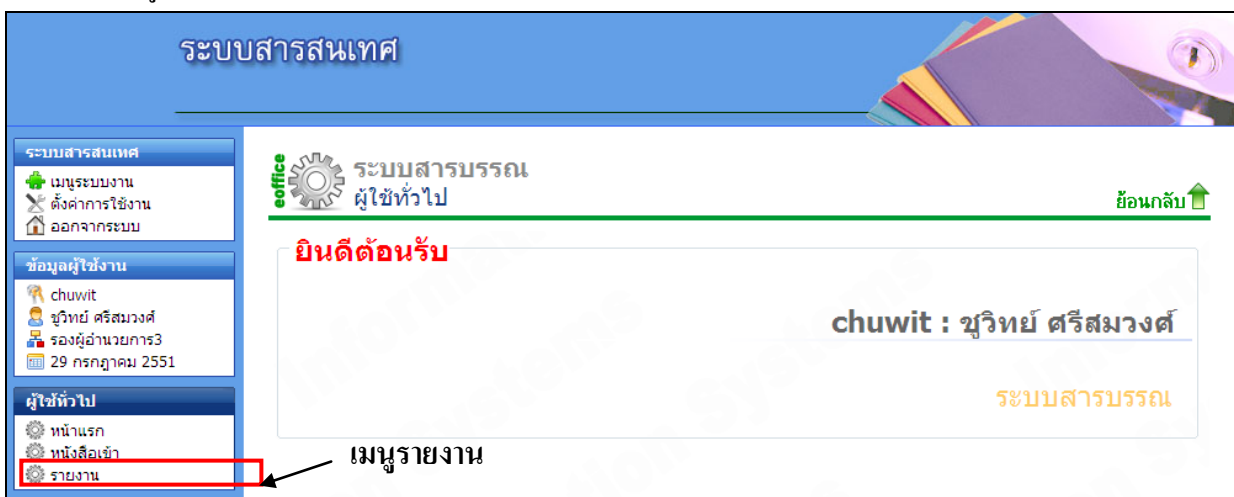 ระบบสารสนเทศ
ระบบสารสนเทศ
เมนูระบบงาน
ตั้งค่าการใช้งาน
ออกจากระบบ
ข้อมูลผู้ใช้งาน
chuwit
ชูวิทย์ ศรีสมวงศ์
รองผู้อำนวยการ3
29 กรกฎาคม 2551
ผู้ใช้ทั่วไป
หน้าแรก
หนังสือเข้า
รายงาน
eoffice
ระบบสารบรรณ
ผู้ใช้ทั่วไป
ย้อนกลับ
ยินดีต้อนรับ
chuwit : ชูวิทย์ ศรีสมวงศ์
ระบบสารบรรณ
เมนูรายงาน